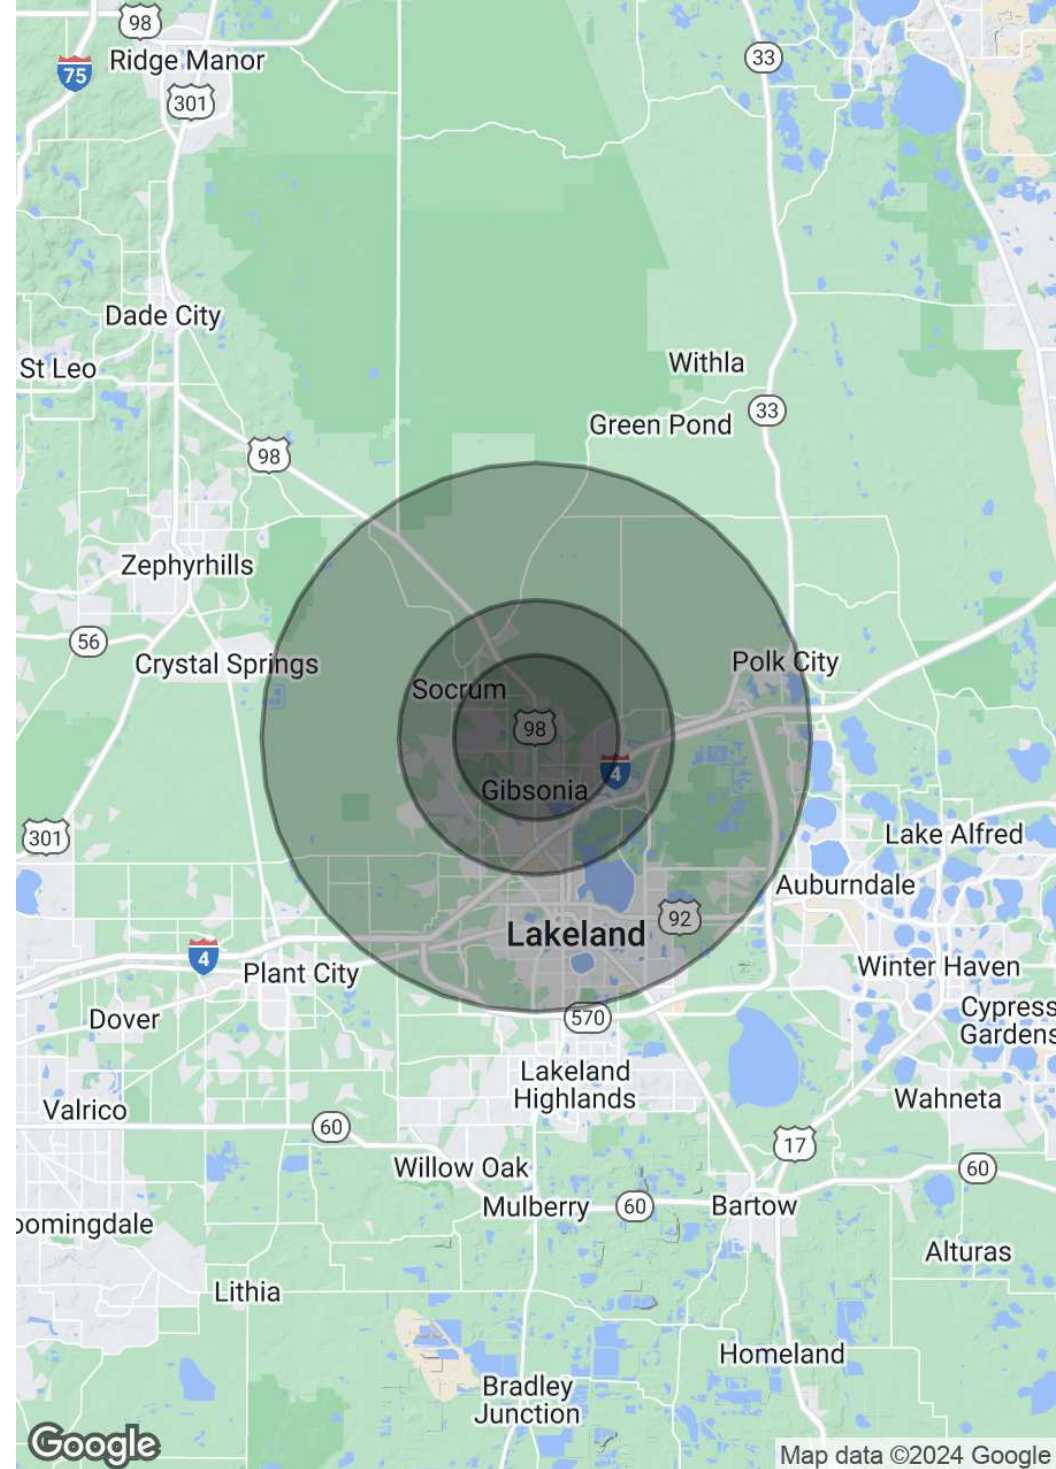 98
Ridge Manor
33
75
301
Dade City
St Leo
Withla
33
Green Pond
98
Zephyrhills
56
Crystal Springs
Polk City
Socrum
98
4
Gibsonia
301
Lake Alfred
Auburndale
92
Lakeland
4
Plant City
Winter Haven
Cypress
Gardens
Dover
570
Lakeland
Highlands
Valrico
Wahneta
60
17
Willow Oak
60
Mulberry
60
Bartow
oomingdale
Alturas
Lithia
Homeland
Bradley
Junction
Google
Map data ©2024 Google